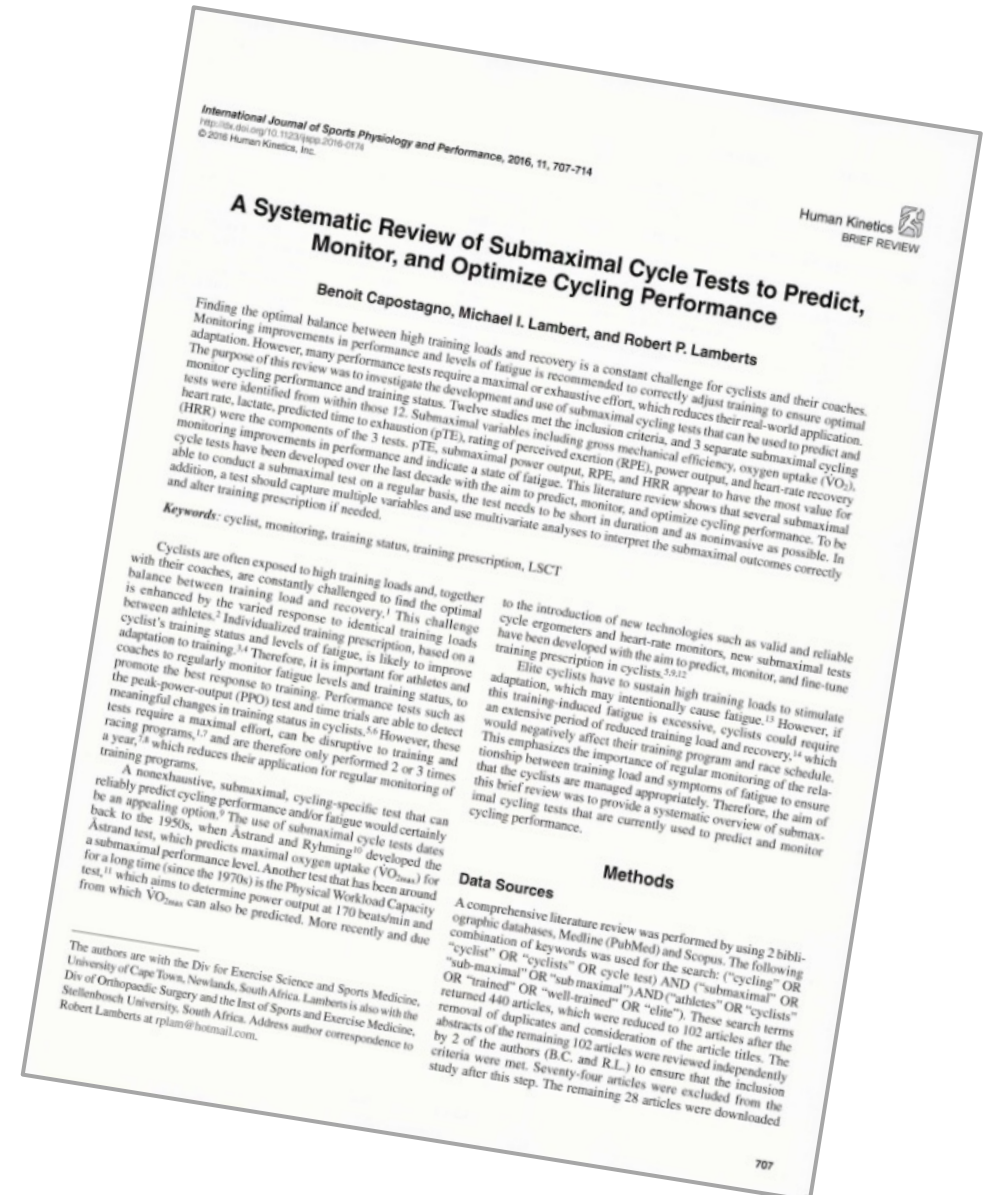 International Journal of Sports Physiology and Performance, 2016, 11, 707-714
http://dx.doi.org/10.1123/ijspp.2016-0174
© 2016 Human Kinetics, Inc.
Human Kinetics
BRIEF REVIEW
A Systematic Review of Submaximal Cycle Tests to Predict,
Monitor, and Optimize Cycling Performance
Benoit Capostagno, Michael I. Lambert, and Robert P. Lamberts
Finding the optimal balance between high training loads and recovery is a constant challenge for cyclists and their coaches.
Monitoring improvements in performance and levels of fatigue is recommended to correctly adjust training to ensure optimal
adaptation. However, many performance tests require a maximal or exhaustive effort, which reduces their real-world application.
The purpose of this review was to investigate the development and use of submaximal cycling tests that can be used to predict and
monitor cycling performance and training status. Twelve studies met the inclusion criteria, and 3 separate submaximal cycling
tests were identified from within those 12. Submaximal variables including gross mechanical efficiency, oxygen uptake (V̇O₂),
heart rate, lactate, predicted time to exhaustion (pTE), rating of perceived exertion (RPE), power output, and heart-rate recovery
(HRR) were the components of the 3 tests. pTE, submaximal power output, RPE, and HRR appear to have the most value for
monitoring improvements in performance and indicate a state of fatigue. This literature review shows that several submaximal
cycle tests have been developed over the last decade with the aim to predict, monitor, and optimize cycling performance. To be
able to conduct a submaximal test on a regular basis, the test needs to be short in duration and as noninvasive as possible. In
addition, a test should capture multiple variables and use multivariate analyses to interpret the submaximal outcomes correctly
and alter training prescription if needed.
Keywords: cyclist, monitoring, training status, training prescription, LSCT
Cyclists are often exposed to high training loads and, together
with their coaches, are constantly challenged to find the optimal
balance between training load and recovery.¹ This challenge
is enhanced by the varied response to identical training loads
between athletes.² Individualized training prescription, based on a
cyclist's training status and levels of fatigue, is likely to improve
adaptation to training.³,⁴ Therefore, it is important for athletes and
coaches to regularly monitor fatigue levels and training status, to
promote the best response to training. Performance tests such as
the peak-power-output (PPO) test and time trials are able to detect
meaningful changes in training status in cyclists.⁵,⁶ However, these
tests require a maximal effort, can be disruptive to training and
racing programs,¹,⁷ and are therefore only performed 2 or 3 times
a year,⁷,⁸ which reduces their application for regular monitoring of
training programs.
A nonexhaustive, submaximal, cycling-specific test that can
reliably predict cycling performance and/or fatigue would certainly
be an appealing option.⁹ The use of submaximal cycle tests dates
back to the 1950s, when Åstrand and Ryhming¹⁰ developed the
Åstrand test, which predicts maximal oxygen uptake (V̇O₂max) for
a submaximal performance level. Another test that has been around
for a long time (since the 1970s) is the Physical Workload Capacity
test,¹¹ which aims to determine power output at 170 beats/min and
from which V̇O₂max can also be predicted. More recently and due
The authors are with the Div for Exercise Science and Sports Medicine,
University of Cape Town, Newlands, South Africa. Lamberts is also with the
Div of Orthopaedic Surgery and the Inst of Sports and Exercise Medicine,
Stellenbosch University, South Africa. Address author correspondence to
Robert Lamberts at rplam@hotmail.com.
to the introduction of new technologies such as valid and reliable
cycle ergometers and heart-rate monitors, new submaximal tests
have been developed with the aim to predict, monitor, and fine-tune
training prescription in cyclists.⁵,⁹,¹²
Elite cyclists have to sustain high training loads to stimulate
adaptation, which may intentionally cause fatigue.¹³ However, if
this training-induced fatigue is excessive, cyclists could require
an extensive period of reduced training load and recovery,¹⁴ which
would negatively affect their training program and race schedule.
This emphasizes the importance of regular monitoring of the rela-
tionship between training load and symptoms of fatigue to ensure
that the cyclists are managed appropriately. Therefore, the aim of
this brief review was to provide a systematic overview of submax-
imal cycling tests that are currently used to predict and monitor
cycling performance.
Methods
Data Sources
A comprehensive literature review was performed by using 2 bibli-
ographic databases, Medline (PubMed) and Scopus. The following
combination of keywords was used for the search: ("cycling" OR
"cyclist" OR "cyclists" OR cycle test) AND ("submaximal" OR
"sub-maximal" OR "sub maximal") AND ("athletes" OR "cyclists"
OR "trained" OR "well-trained" OR "elite"). These search terms
returned 440 articles, which were reduced to 102 articles after the
removal of duplicates and consideration of the article titles. The
abstracts of the remaining 102 articles were reviewed independently
by 2 of the authors (B.C. and R.L.) to ensure that the inclusion
criteria were met. Seventy-four articles were excluded from the
study after this step. The remaining 28 articles were downloaded
707